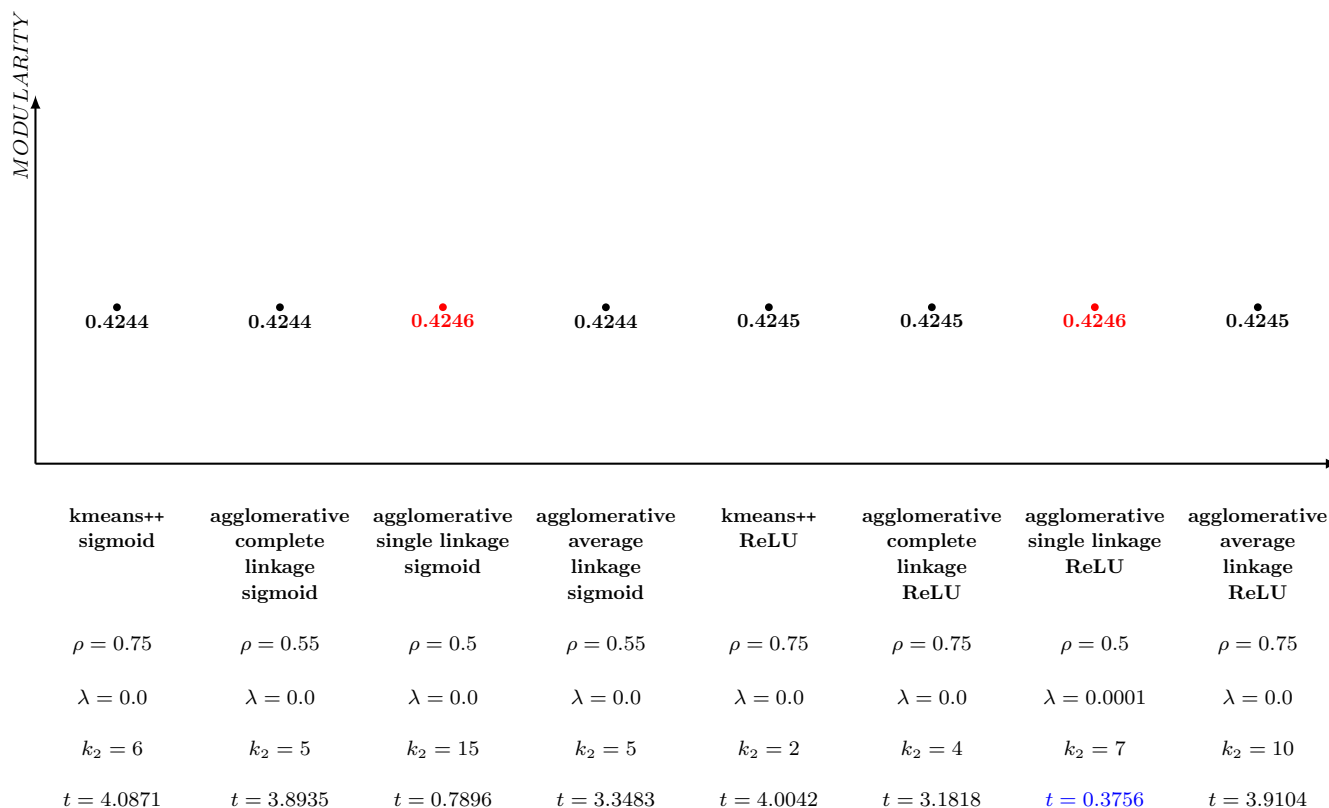 MODULARITY
0.4244 0.4244 0.4246 0.4244 0.4245 0.4245 0.4246 0.4245
kmeans++ agglomerative agglomerative agglomerative kmeans++ agglomerative agglomerative agglomerative
sigmoid complete single linkage average ReLU complete single linkage average
linkage sigmoid linkage linkage ReLU linkage
sigmoid sigmoid ReLU ReLU
ρ = 0.75 ρ = 0.55 ρ = 0.5 ρ = 0.55 ρ = 0.75 ρ = 0.75 ρ = 0.5 ρ = 0.75
λ = 0.0 λ = 0.0 λ = 0.0 λ = 0.0 λ = 0.0 λ = 0.0 λ = 0.0001 λ = 0.0
k₂ = 6 k₂ = 5 k₂ = 15 k₂ = 5 k₂ = 2 k₂ = 4 k₂ = 7 k₂ = 10
t = 4.0871 t = 3.8935 t = 0.7896 t = 3.3483 t = 4.0042 t = 3.1818 t = 0.3756 t = 3.9104